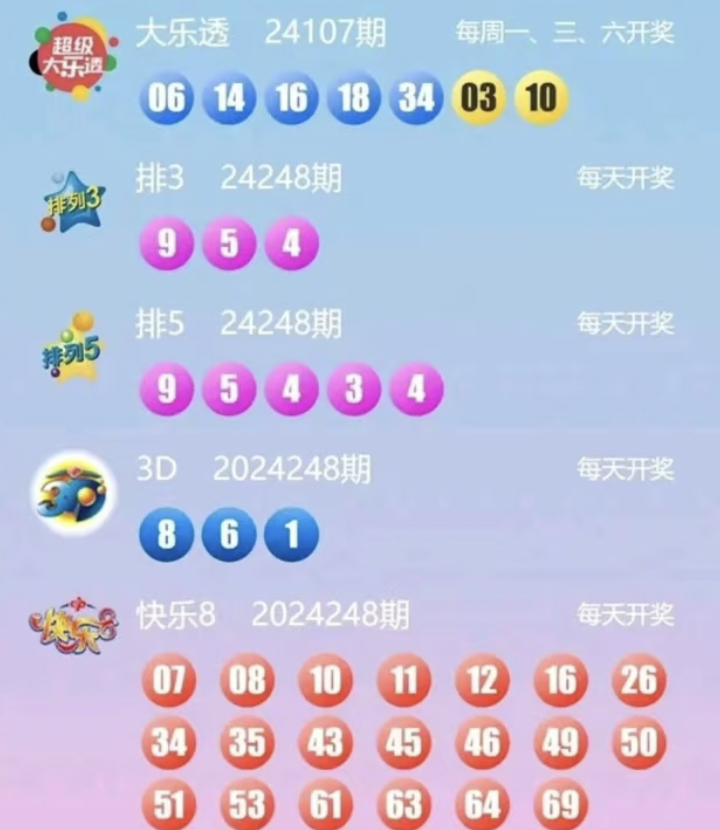 超级
大乐透
大乐透 24107期 每周一、三、六开奖
06 14 16 18 34 03 10
排列3
排3 24248期 每天开奖
9 5 4
排列5
排5 24248期 每天开奖
9 5 4 3 4
3D
3D 2024248期 每天开奖
8 6 1
快乐8 2024248期 每天开奖
07 08 10 11 12 16 26
34 35 43 45 46 49 50
51 53 61 63 64 69